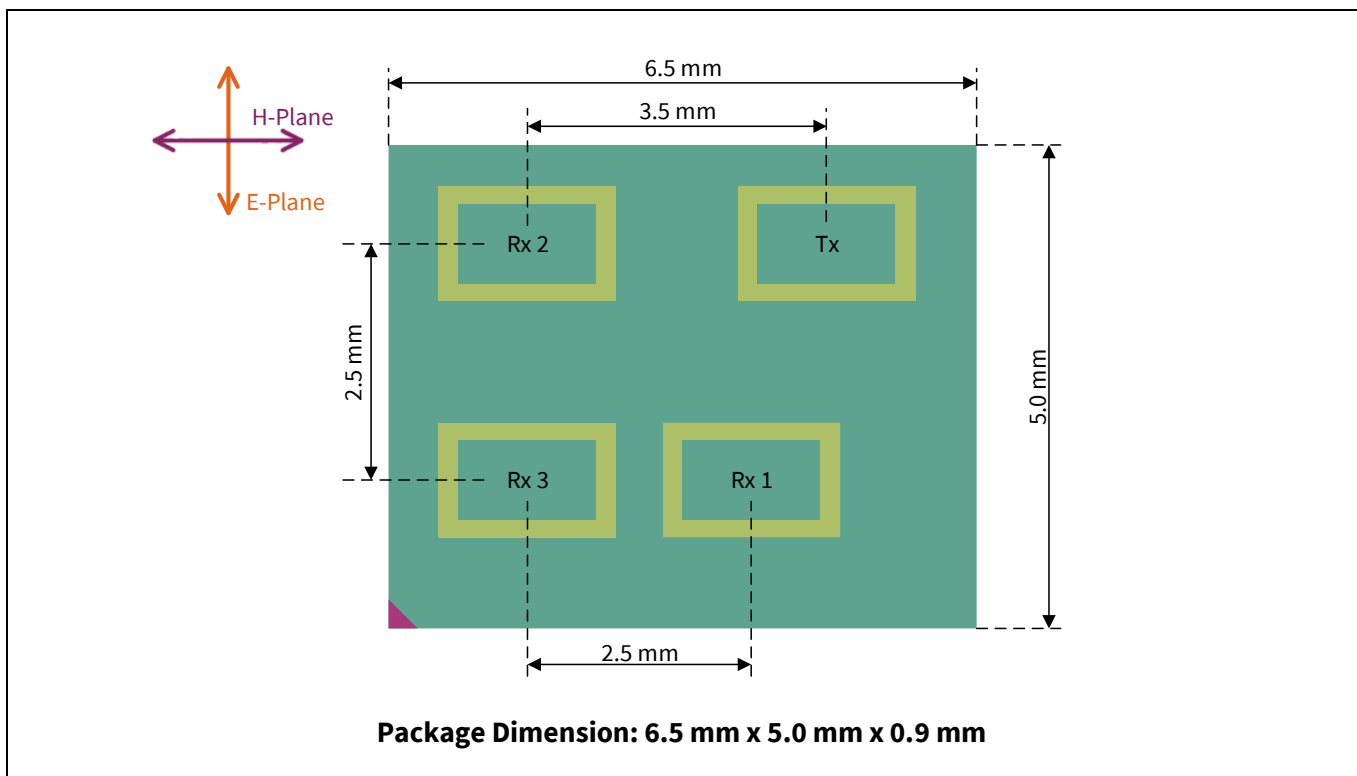 6.5 mm
3.5 mm
H-Plane
E-Plane
Rx 2
Tx
2.5 mm
5.0 mm
Rx 3
Rx 1
2.5 mm
Package Dimension: 6.5 mm x 5.0 mm x 0.9 mm